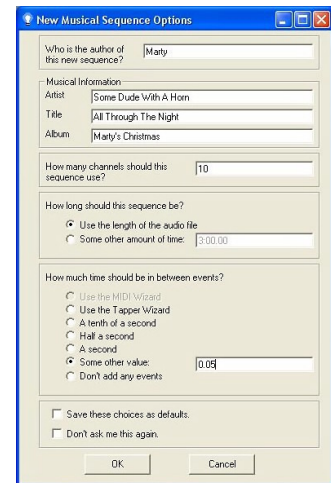 New Musical Sequence Options
Who is the author of
this new sequence?
Marty
Musical Information
Artist
Some Dude With A Horn
Title
All Through The Night
Album
Marty's Christmas
How many channels should this
sequence use?
10
How long should this sequence be?
Use the length of the audio file
Some other amount of time: 3:00.00
How much time should be in between events?
Use the MIDI Wizard
Use the Tapper Wizard
A tenth of a second
Half a second
A second
Some other value: 0.05
Don't add any events
Save these choices as defaults.
Don't ask me this again.
OK Cancel